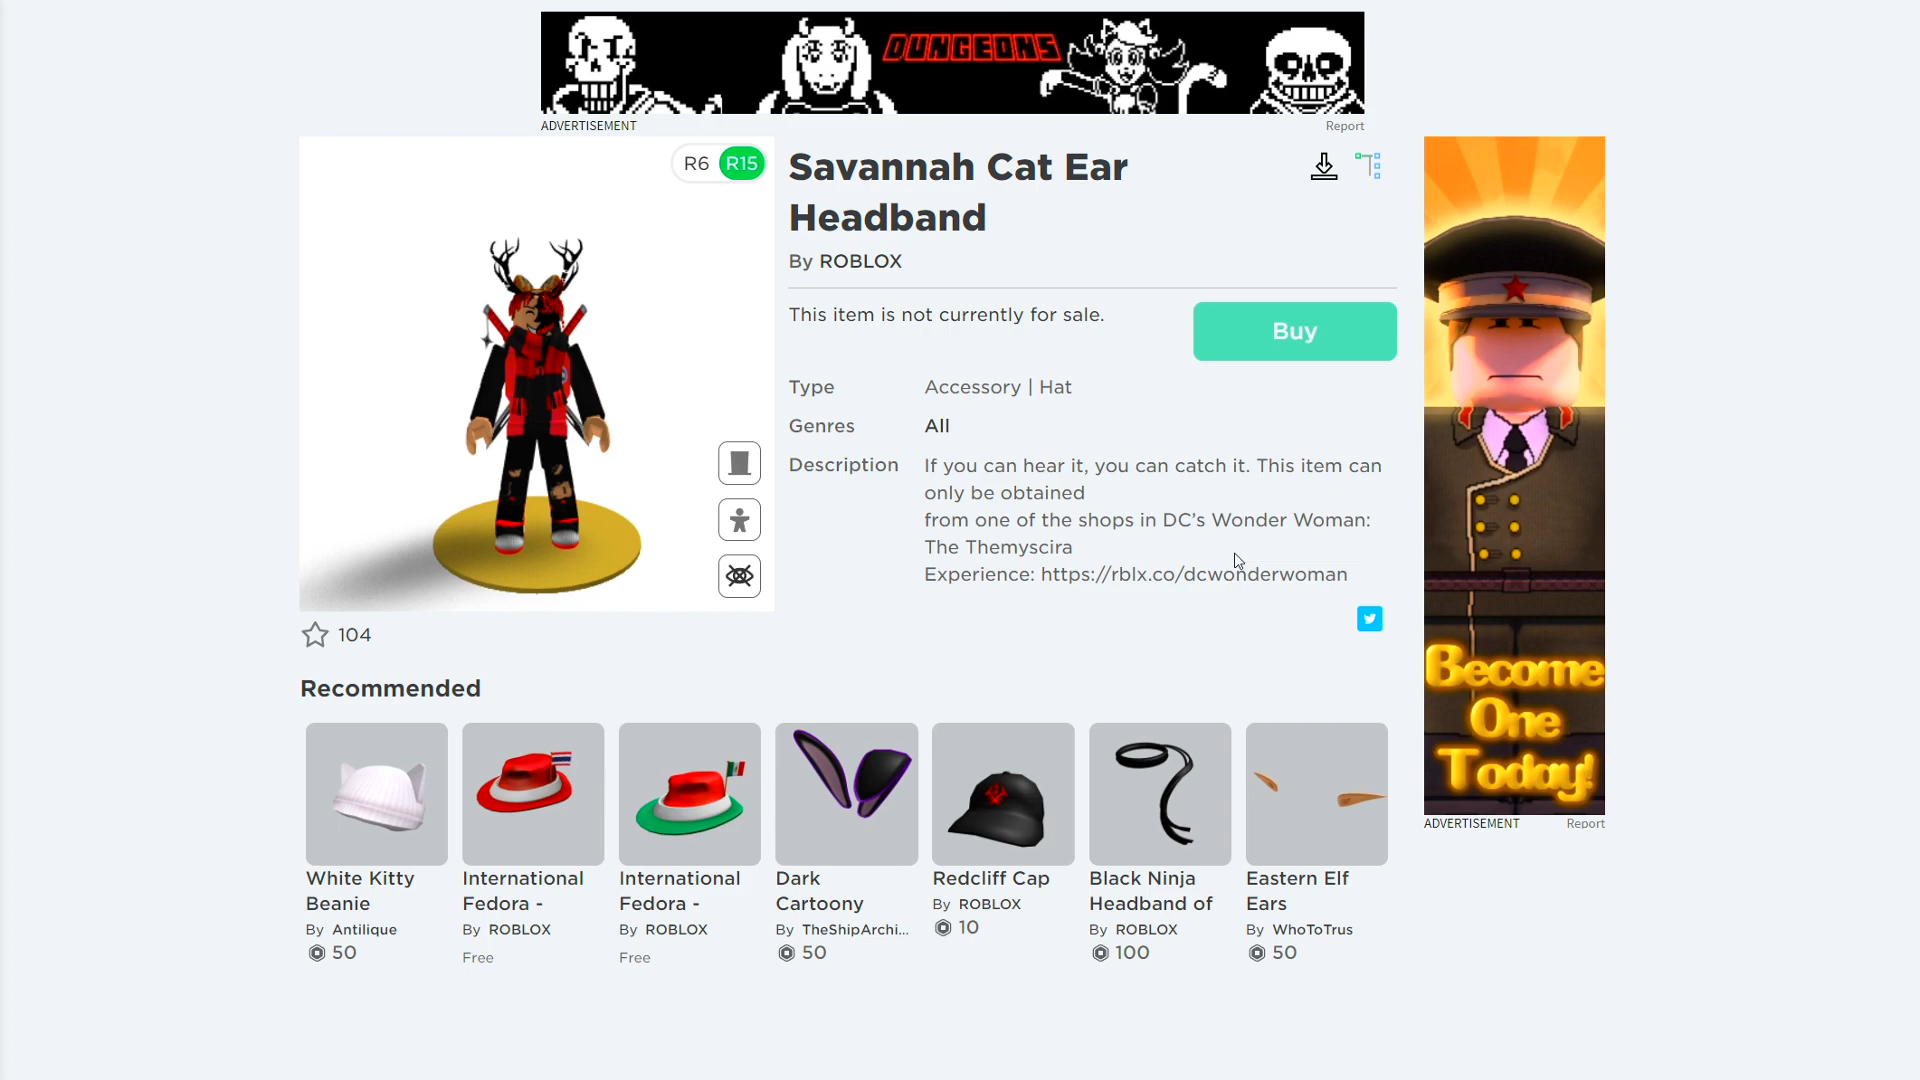 DUNGEONS
ADVERTISEMENT
Report
R6 R15
Savannah Cat Ear
Headband
By ROBLOX
This item is not currently for sale.
Buy
Type
Accessory | Hat
Genres
All
Description
If you can hear it, you can catch it. This item can
only be obtained
from one of the shops in DC’s Wonder Woman:
The Themyscira
Experience: https://rblx.co/dcwonderwoman
104
Become
One
Today!
ADVERTISEMENT
Report
Recommended
White Kitty
Beanie
By Antilique
50
International
Fedora -
By ROBLOX
Free
International
Fedora -
By ROBLOX
Free
Dark
Cartoony
By TheShipArchi...
50
Redcliff Cap
By ROBLOX
10
Black Ninja
Headband of
By ROBLOX
100
Eastern Elf
Ears
By WhoToTrus
50